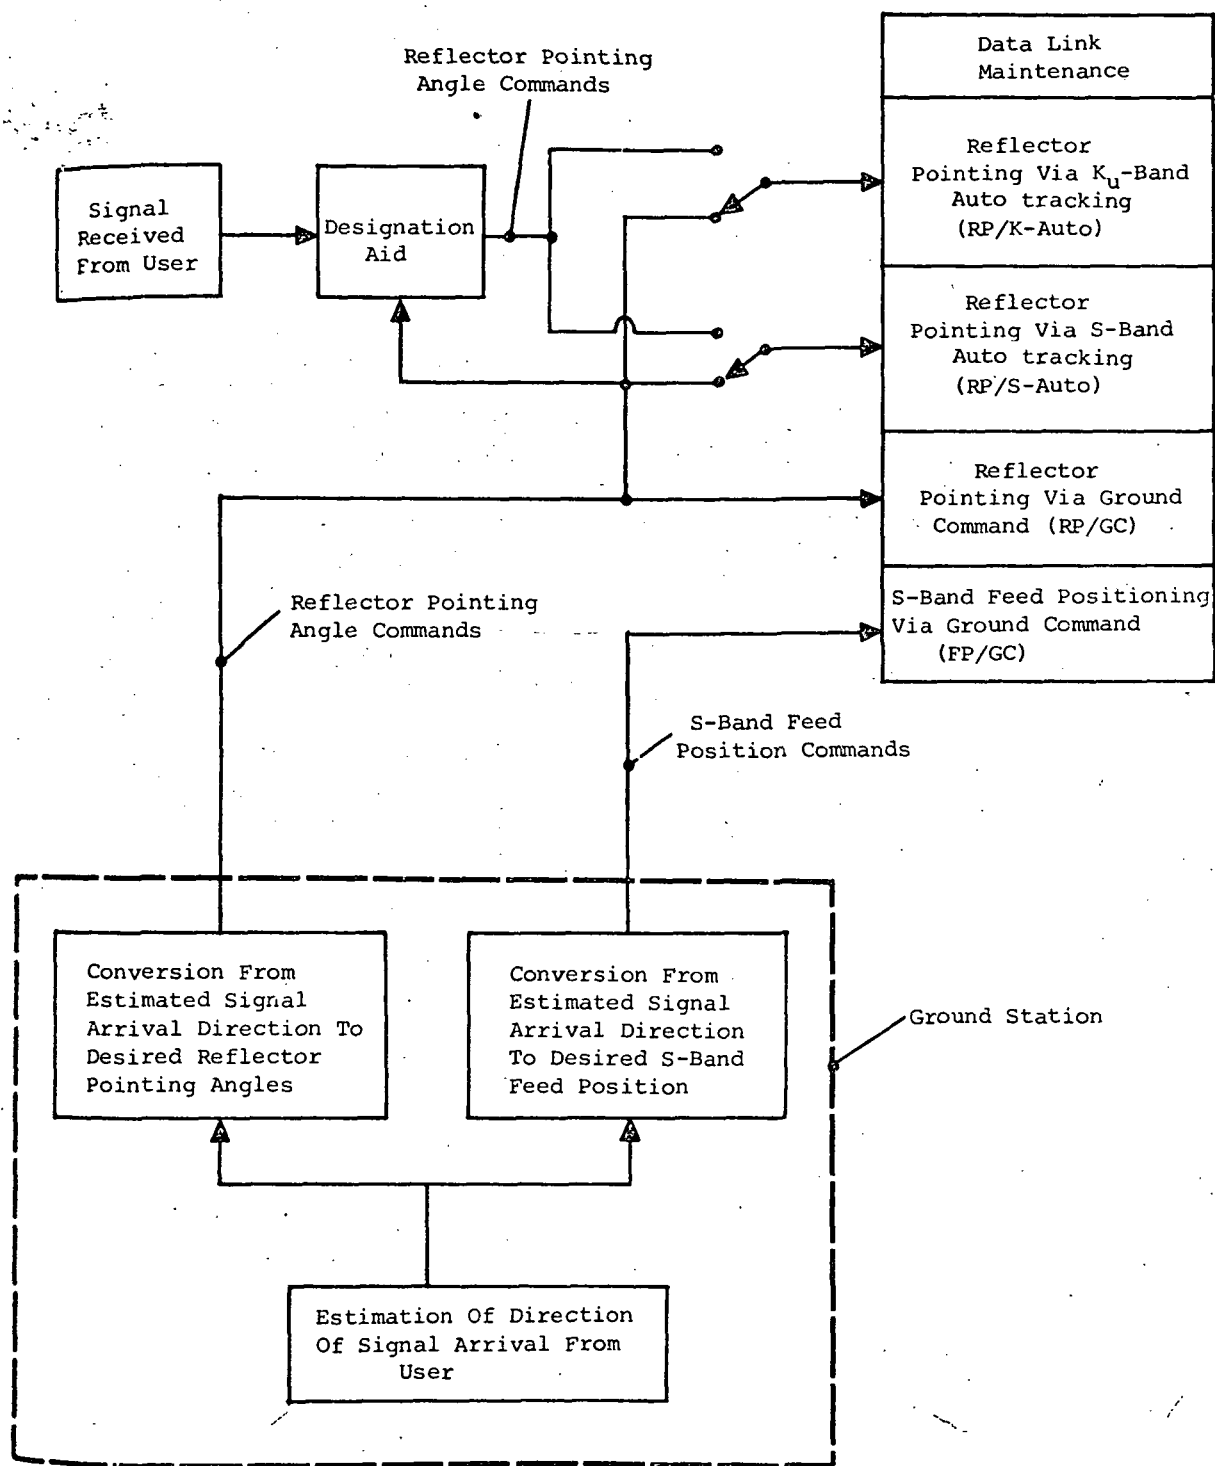 Reflector Pointing
Angle Commands
Data Link
Maintenance
Signal
Received
From User
Designation
Aid
Reflector
Pointing Via Ku-Band
Auto tracking
(RP/K-Auto)
Reflector
Pointing Via S-Band
Auto tracking
(RP/S-Auto)
Reflector
Pointing Via Ground
Command (RP/GC)
S-Band Feed Positioning
Via Ground Command
(FP/GC)
Reflector Pointing
Angle Commands
S-Band Feed
Position Commands
Conversion From
Estimated Signal
Arrival Direction To
Desired Reflector
Pointing Angles
Conversion From
Estimated Signal
Arrival Direction
To Desired S-Band
Feed Position
Ground Station
Estimation Of Direction
Of Signal Arrival From
User